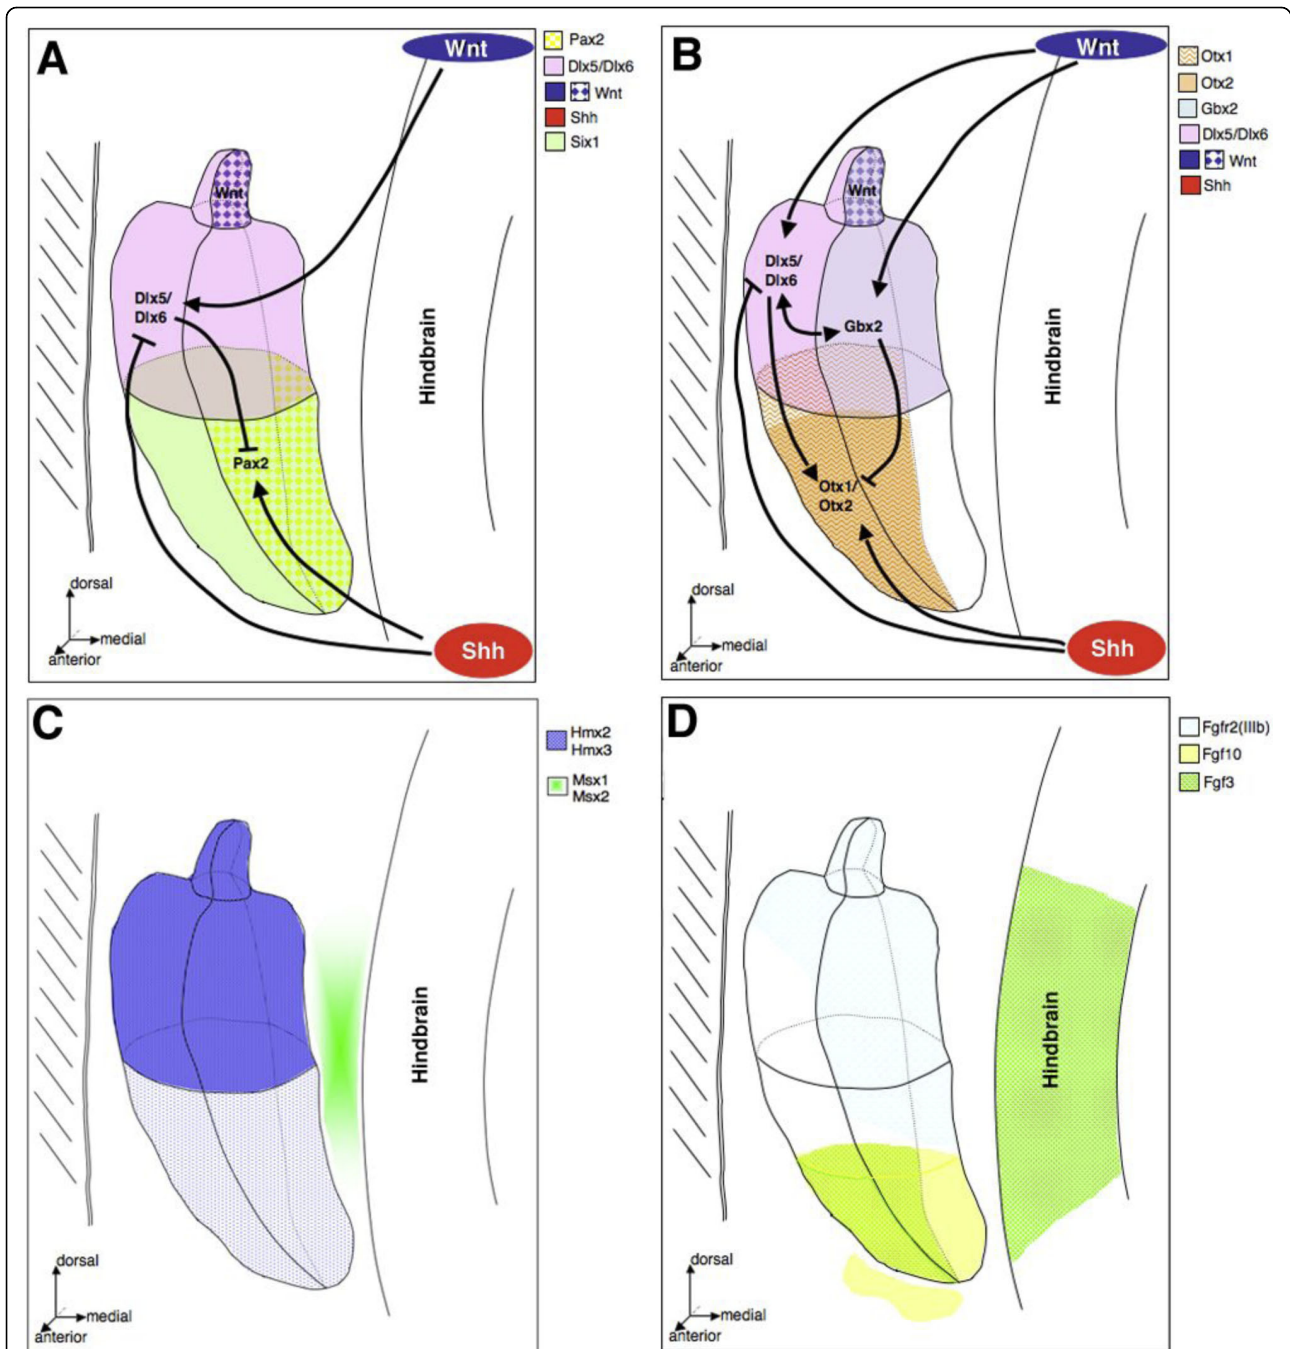 A
Wnt
Pax2
Dlx5/Dlx6
Wnt
Shh
Six1
Wnt
Dlx5/
Dlx6
Pax2
Hindbrain
dorsal
medial
anterior
Shh
B
Wnt
Otx1
Otx2
Gbx2
Dlx5/Dlx6
Wnt
Shh
Wnt
Dlx5/
Dlx6
Gbx2
Otx1/
Otx2
Hindbrain
dorsal
medial
anterior
Shh
C
Hmx2
Hmx3
Msx1
Msx2
Hindbrain
dorsal
medial
anterior
D
Fgfr2(IIIb)
Fgf10
Fgf3
Hindbrain
dorsal
medial
anterior